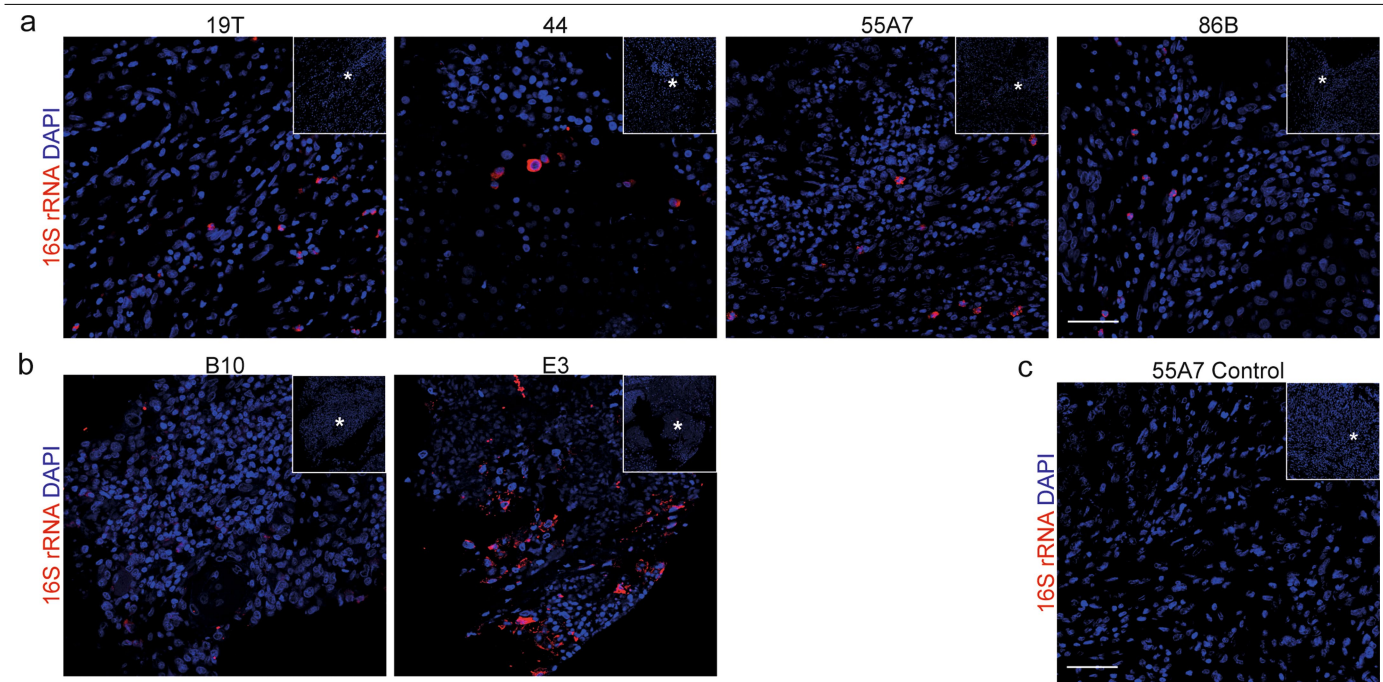 a
19T
44
55A7
86B
16S rRNA DAPI
*
*
*
*
b
B10
E3
16S rRNA DAPI
*
*
c
55A7 Control
16S rRNA DAPI
*